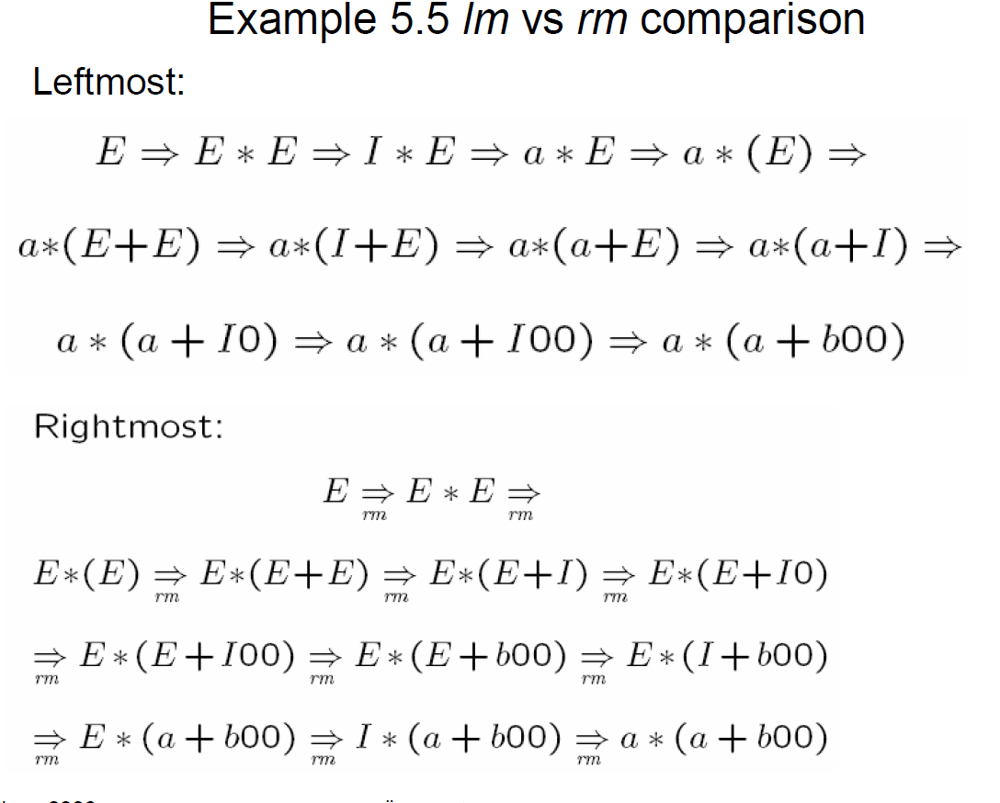 Example 5.5 lm vs rm comparison
Leftmost:
E ⇒ E ∗ E ⇒ I ∗ E ⇒ a ∗ E ⇒ a ∗ (E) ⇒
a∗(E+E) ⇒ a∗(I+E) ⇒ a∗(a+E) ⇒ a∗(a+I) ⇒
a ∗ (a + I0) ⇒ a ∗ (a + I00) ⇒ a ∗ (a + b00)
Rightmost:
E ⇒ E ∗ E ⇒
rm rm
E∗(E) ⇒ E∗(E+E) ⇒ E∗(E+I) ⇒ E∗(E+I0)
rm rm rm
⇒ E∗(E+I00) ⇒ E∗(E+b00) ⇒ E∗(I+b00)
rm rm rm
⇒ E ∗ (a + b00) ⇒ I ∗ (a + b00) ⇒ a ∗ (a + b00)
rm rm rm